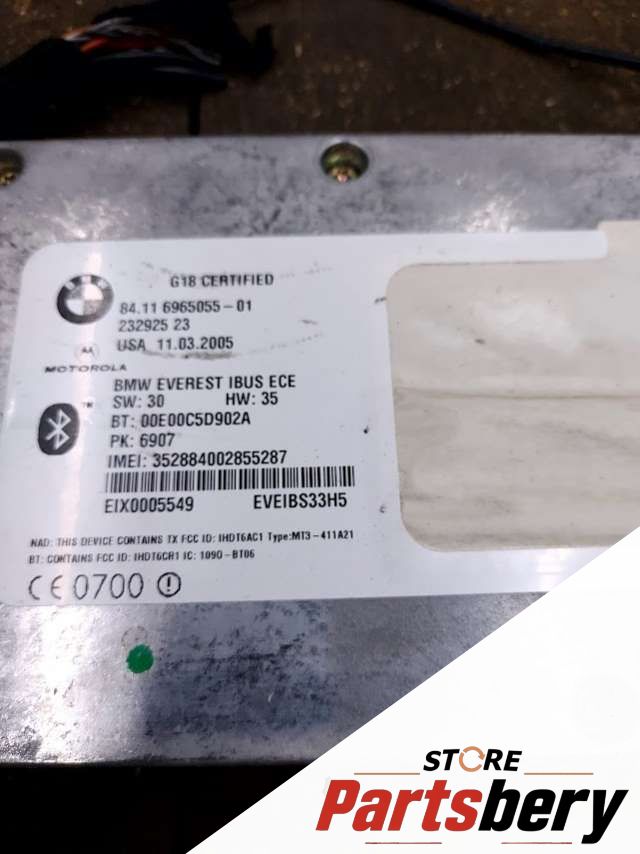 G18 CERTIFIED
84.11 6965055-01
232925 23
USA 11.03.2005
MOTOROLA
BMW EVEREST IBUS ECE
SW: 30 HW: 35
™ BT: 00E00C5D902A
PK: 6907
IMEI: 352884002855287
EIX0005549 EVEIBS33H5
NAD: THIS DEVICE CONTAINS TX FCC ID: IHDT6AC1 Type:MT3-411A21
BT: CONTAINS FCC ID: IHDT6CR1 IC: 109O-BT06
CE0700
STORE
Partsbery